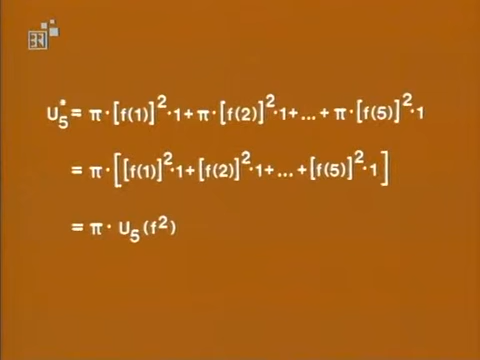 BR
U₅* = π·[f(1)]²·1+π·[f(2)]²·1+...+π·[f(5)]²·1
= π·[[f(1)]²·1+[f(2)]²·1+...+[f(5)]²·1]
= π· U₅(f²)